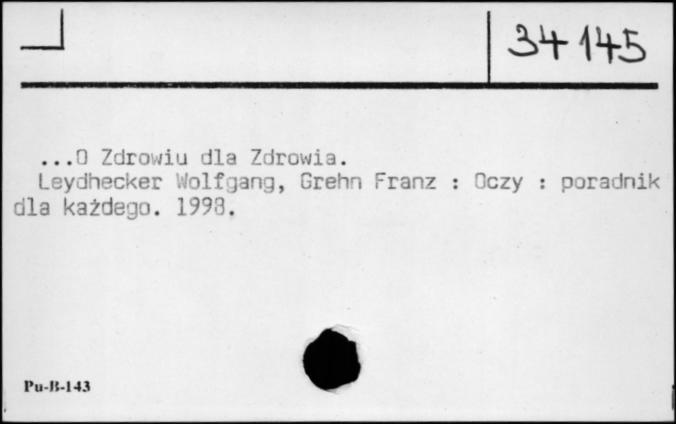 34145
...O Zdrowiu dla Zdrowia.
Leydhecker Wolfgang, Grehn Franz : Oczy : poradnik
dla każdego. 1998.
Pu-B-143